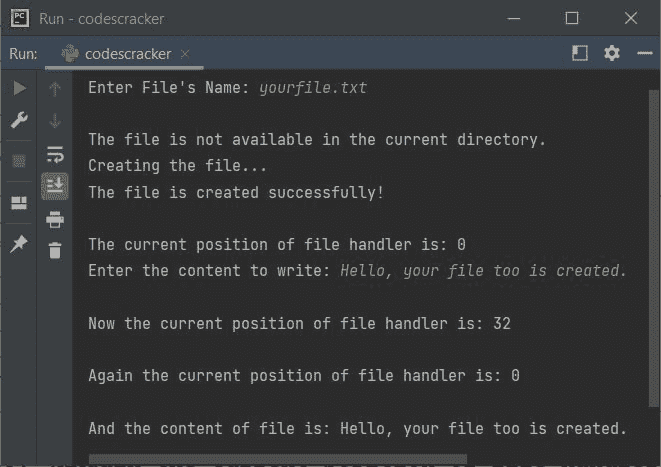 PC Run - codescracker
Run: codescracker
Enter File's Name: yourfile.txt
The file is not available in the current directory.
Creating the file...
The file is created successfully!
The current position of file handler is: 0
Enter the content to write: Hello, your file too is created.
Now the current position of file handler is: 32
Again the current position of file handler is: 0
And the content of file is: Hello, your file too is created.